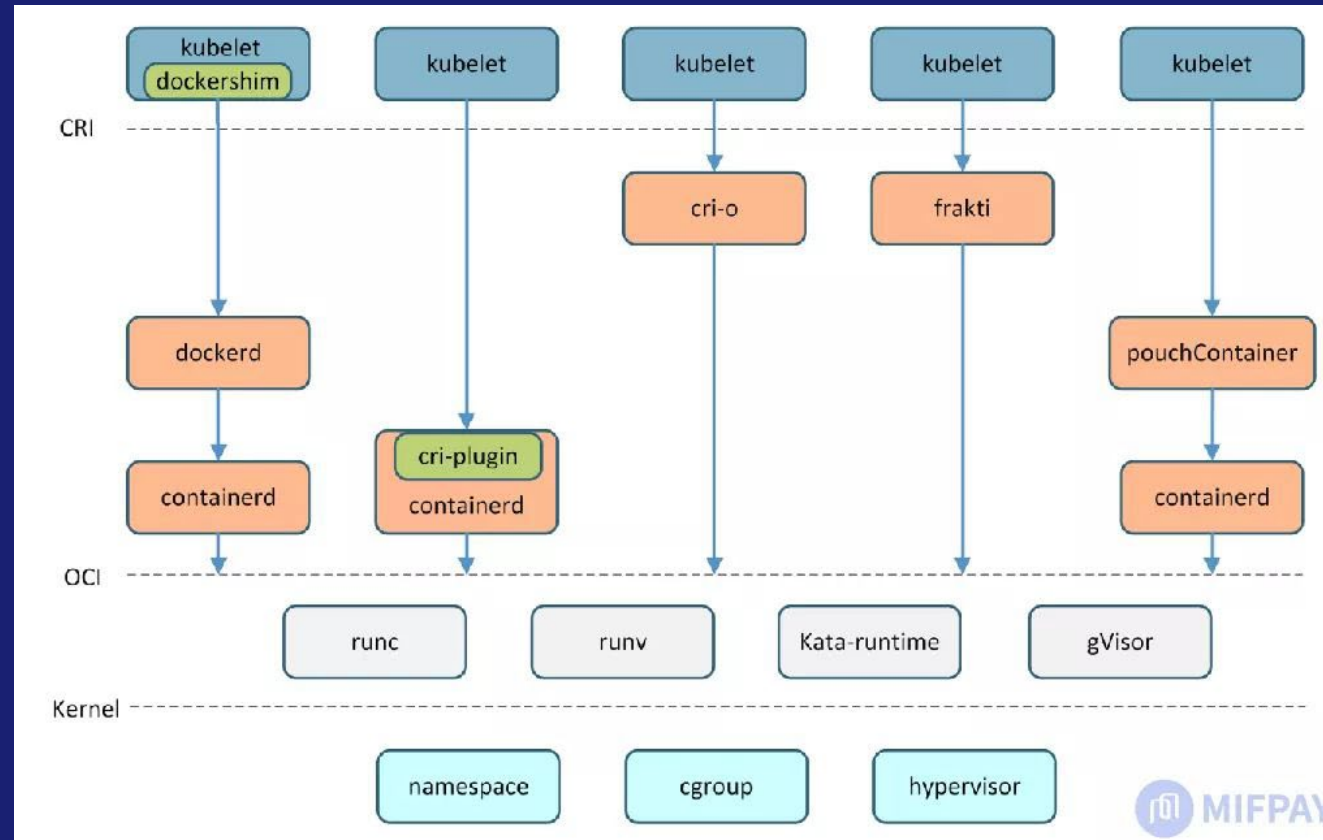 kubelet
dockershim
kubelet
kubelet
kubelet
kubelet
CRI
cri-o
frakti
dockerd
pouchContainer
cri-plugin
containerd
containerd
containerd
OCI
runc
runv
Kata-runtime
gVisor
Kernel
namespace
cgroup
hypervisor
MIFPAY